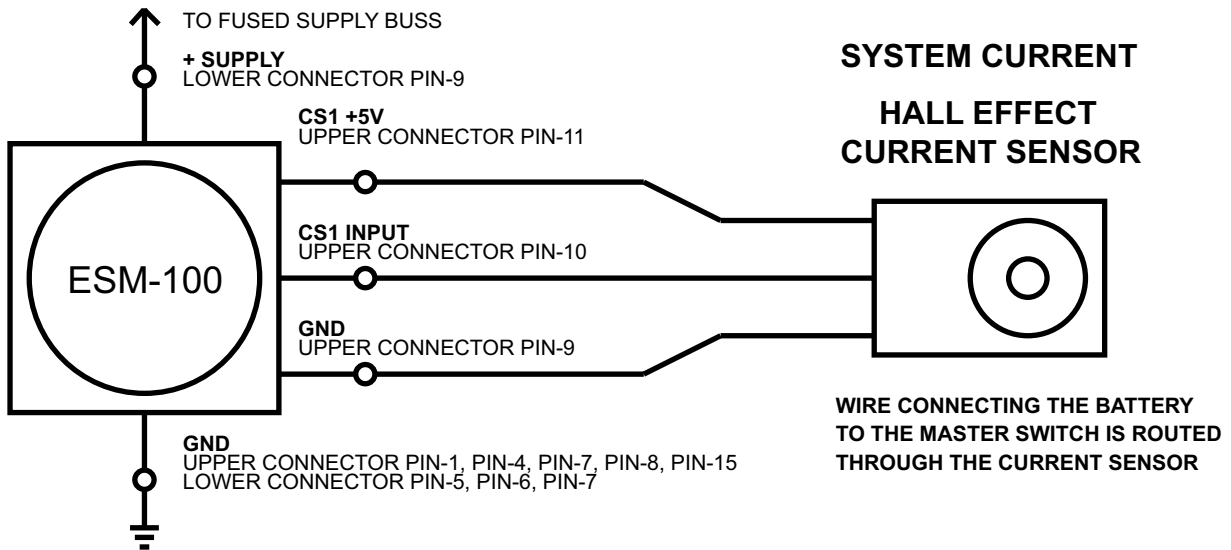 TO FUSED SUPPLY BUSS
+ SUPPLY
LOWER CONNECTOR PIN-9
CS1 +5V
UPPER CONNECTOR PIN-11
CS1 INPUT
UPPER CONNECTOR PIN-10
ESM-100
GND
UPPER CONNECTOR PIN-9
GND
UPPER CONNECTOR PIN-1, PIN-4, PIN-7, PIN-8, PIN-15
LOWER CONNECTOR PIN-5, PIN-6, PIN-7
SYSTEM CURRENT
HALL EFFECT
CURRENT SENSOR
WIRE CONNECTING THE BATTERY
TO THE MASTER SWITCH IS ROUTED
THROUGH THE CURRENT SENSOR